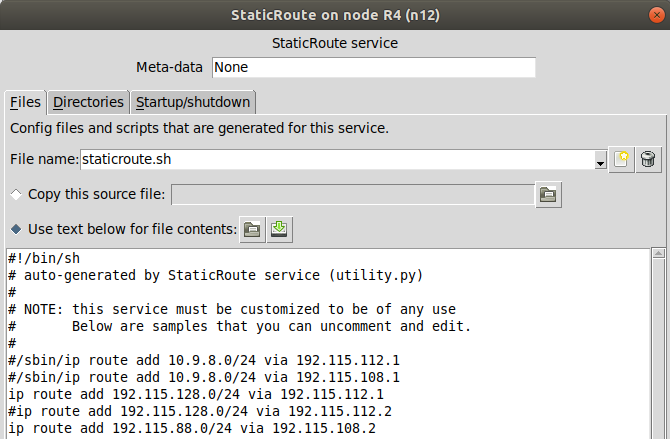 StaticRoute on node R4 (n12)
StaticRoute service
Meta-data None
Files Directories Startup/shutdown
Config files and scripts that are generated for this service.
File name: staticroute.sh
Copy this source file:
Use text below for file contents:
#!/bin/sh
# auto-generated by StaticRoute service (utility.py)
#
# NOTE: this service must be customized to be of any use
#       Below are samples that you can uncomment and edit.
#
#/sbin/ip route add 10.9.8.0/24 via 192.115.112.1
#/sbin/ip route add 10.9.8.0/24 via 192.115.108.1
ip route add 192.115.128.0/24 via 192.115.112.1
#ip route add 192.115.128.0/24 via 192.115.112.2
ip route add 192.115.88.0/24 via 192.115.108.2